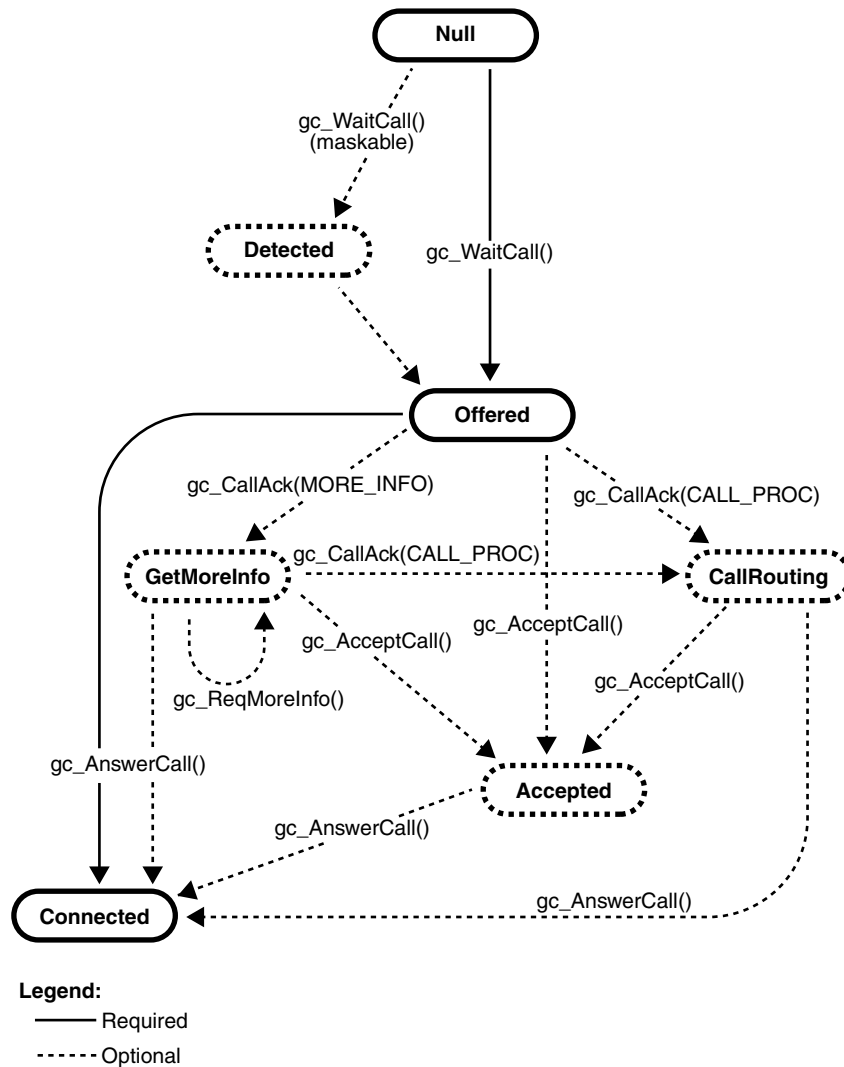 Null
gc_WaitCall()
(maskable)
Detected
gc_WaitCall()
Offered
gc_CallAck(MORE_INFO)
gc_CallAck(CALL_PROC)
gc_CallAck(CALL_PROC)
GetMoreInfo
CallRouting
gc_AcceptCall()
gc_AcceptCall()
gc_AcceptCall()
gc_ReqMoreInfo()
gc_AnswerCall()
Accepted
gc_AnswerCall()
gc_AnswerCall()
Connected
Legend:
Required
Optional